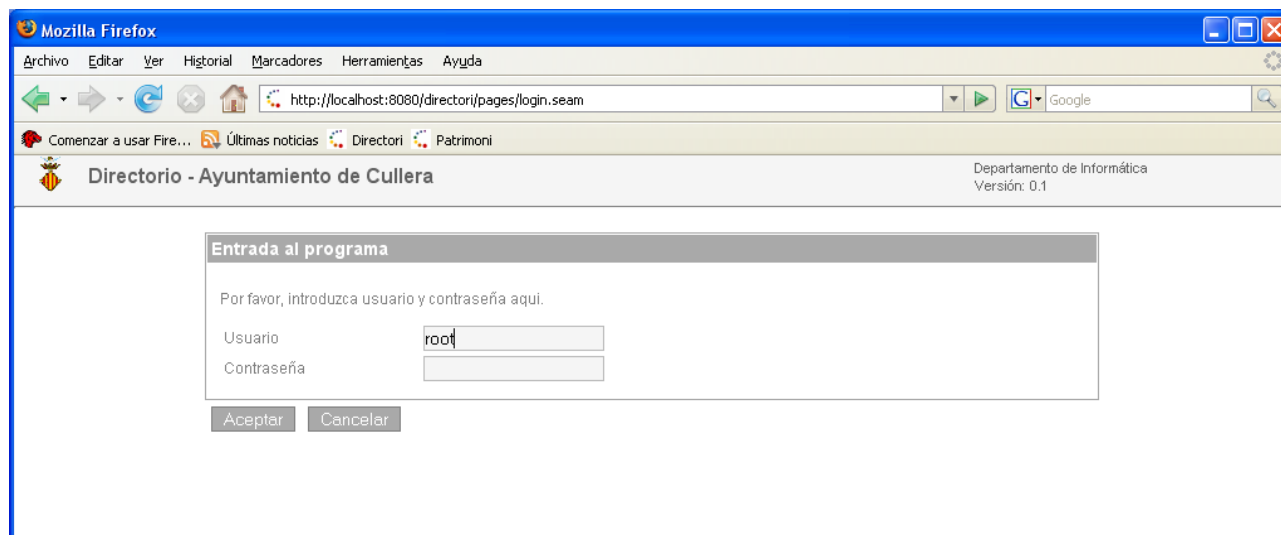 Mozilla Firefox
Archivo Editar Ver Historial Marcadores Herramientas Ayuda
http://localhost:8080/directori/pages/login.seam G Google
Comenzar a usar Fire... Últimas noticias Directori Patrimoni
Directorio - Ayuntamiento de Cullera
Departamento de Informática
Versión: 0.1
Entrada al programa
Por favor, introduzca usuario y contraseña aqui.
Usuario root
Contraseña
Aceptar Cancelar